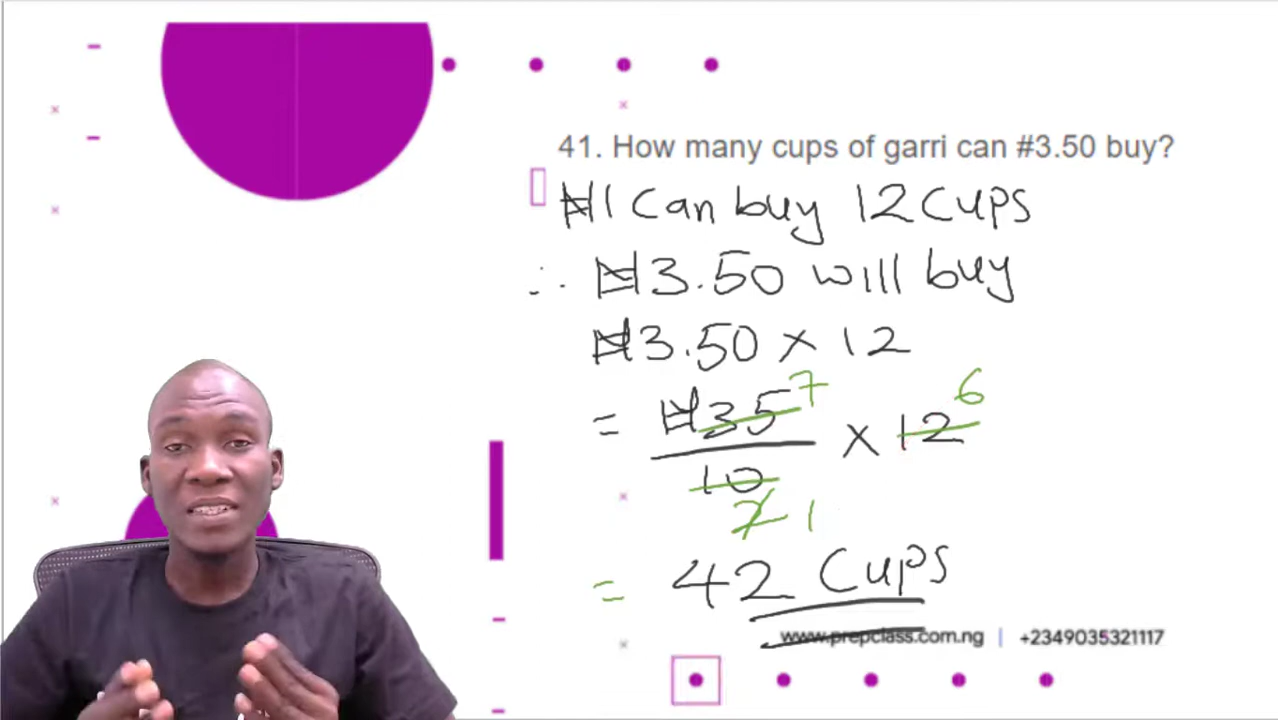 41. How many cups of garri can #3.50 buy?
₦1 Can buy 12 Cups
∴ ₦3.50 will buy
₦3.50 × 12
= ₦35 7 × 12 6
10
2 1
= 42 Cups
www.prepclass.com.ng | +2349035321117